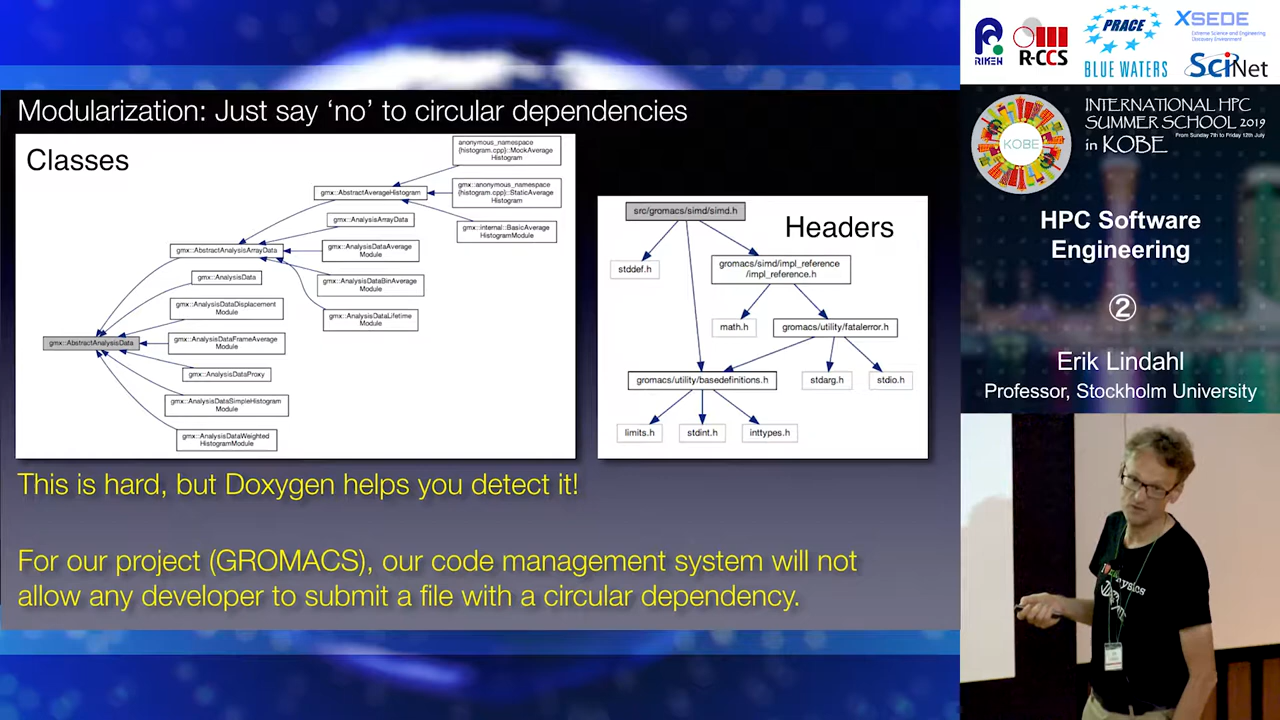 Modularization: Just say ‘no’ to circular dependencies
Classes
anonymous_namespace
{histogram.cpp}::MockAverage
Histogram
gmx::anonymous_namespace
{histogram.cpp}::StaticAverage
Histogram
gmx::AbstractAverageHistogram
gmx::internal::BasicAverage
HistogramModule
gmx::AnalysisArrayData
gmx::AbstractAnalysisArrayData
gmx::AnalysisDataAverage
Module
gmx::AnalysisData
gmx::AnalysisDataBinAverage
Module
gmx::AnalysisDataDisplacement
Module
gmx::AnalysisDataLifetime
Module
gmx::AbstractAnalysisData
gmx::AnalysisDataFrameAverage
Module
gmx::AnalysisDataProxy
gmx::AnalysisDataSimpleHistogram
Module
gmx::AnalysisDataWeighted
HistogramModule
Headers
src/gromacs/simd/simd.h
stddef.h
gromacs/simd/impl_reference
/impl_reference.h
math.h
gromacs/utility/fatalerror.h
gromacs/utility/basedefinitions.h
stdarg.h
stdio.h
limits.h
stdint.h
inttypes.h
This is hard, but Doxygen helps you detect it!
For our project (GROMACS), our code management system will not
allow any developer to submit a file with a circular dependency.
RIKEN
R-CCS
PRACE
BLUE WATERS
XSEDE
Extreme Science and Engineering
Discovery Environment
SciNet
KOBE
INTERNATIONAL HPC
SUMMER SCHOOL 2019
From Sunday 7th to Friday 12th July
in KOBE
HPC Software
Engineering
②
Erik Lindahl
Professor, Stockholm University